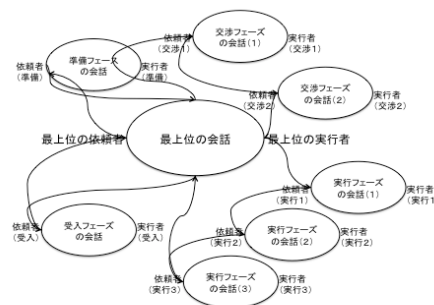 依頼者
（準備）
準備フェーズ
の会話
実行者
（準備）
依頼者
（交渉1）
交渉フェーズ
の会話（1）
実行者
（交渉1）
依頼者
（交渉2）
交渉フェーズ
の会話（2）
実行者
（交渉2）
最上位の依頼者
最上位の会話
最上位の実行者
依頼者
（実行1）
実行フェーズ
の会話（1）
実行者
（実行1
依頼者
（受入）
受入フェーズ
の会話
実行者
（受入）
依頼者
（実行2）
実行フェーズ
の会話（2）
実行者
（実行2）
依頼者
（実行3）
実行フェーズ
の会話（3）
実行者
（実行3）